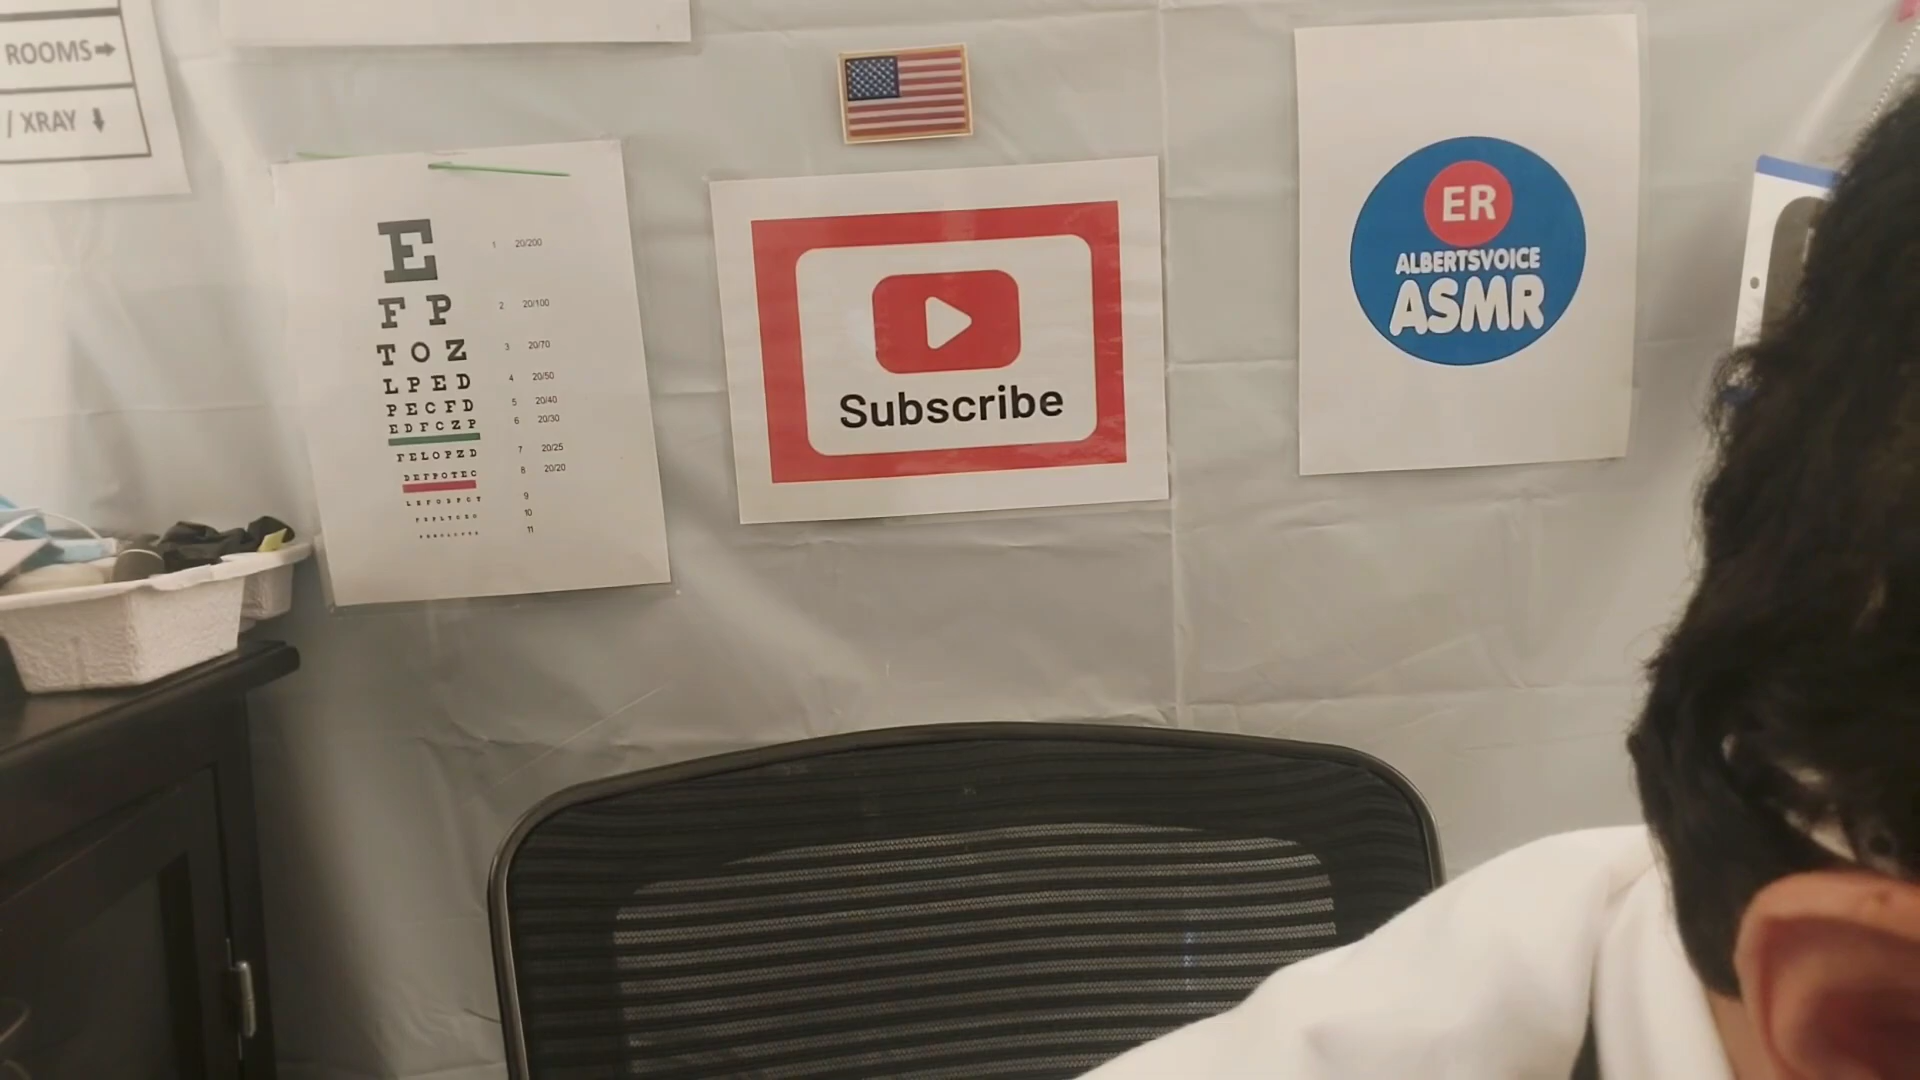 ROOMS→
/ XRAY ↓
E 1 20/200
F P 2 20/100
T O Z 3 20/70
L P E D 4 20/50
P E C F D 5 20/40
E D F C Z P 6 20/30
F E L O P Z D 7 20/25
D E F P O T E C 8 20/20
9
10
11
Subscribe
ER
ALBERTSVOICE
ASMR